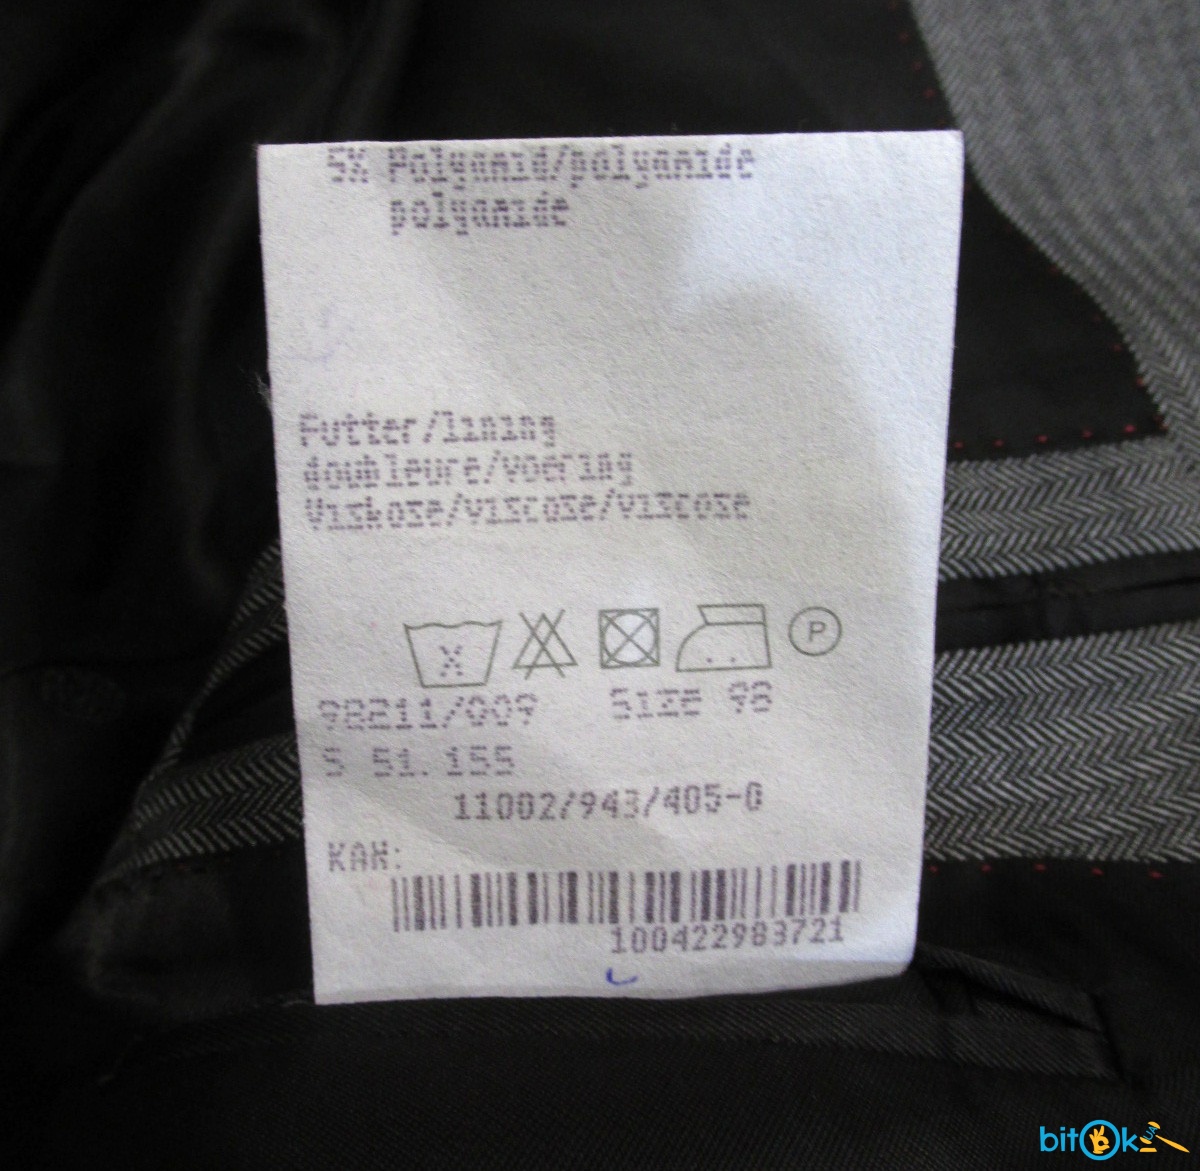 5% Polyamid/polyamide
polyamide
Futter/lining
doubleure/voering
Viskose/viscose/viscose
P
98211/009 Size 98
S 51.155
11002/943/405-0
KAH:
100422983721
bitOk UA